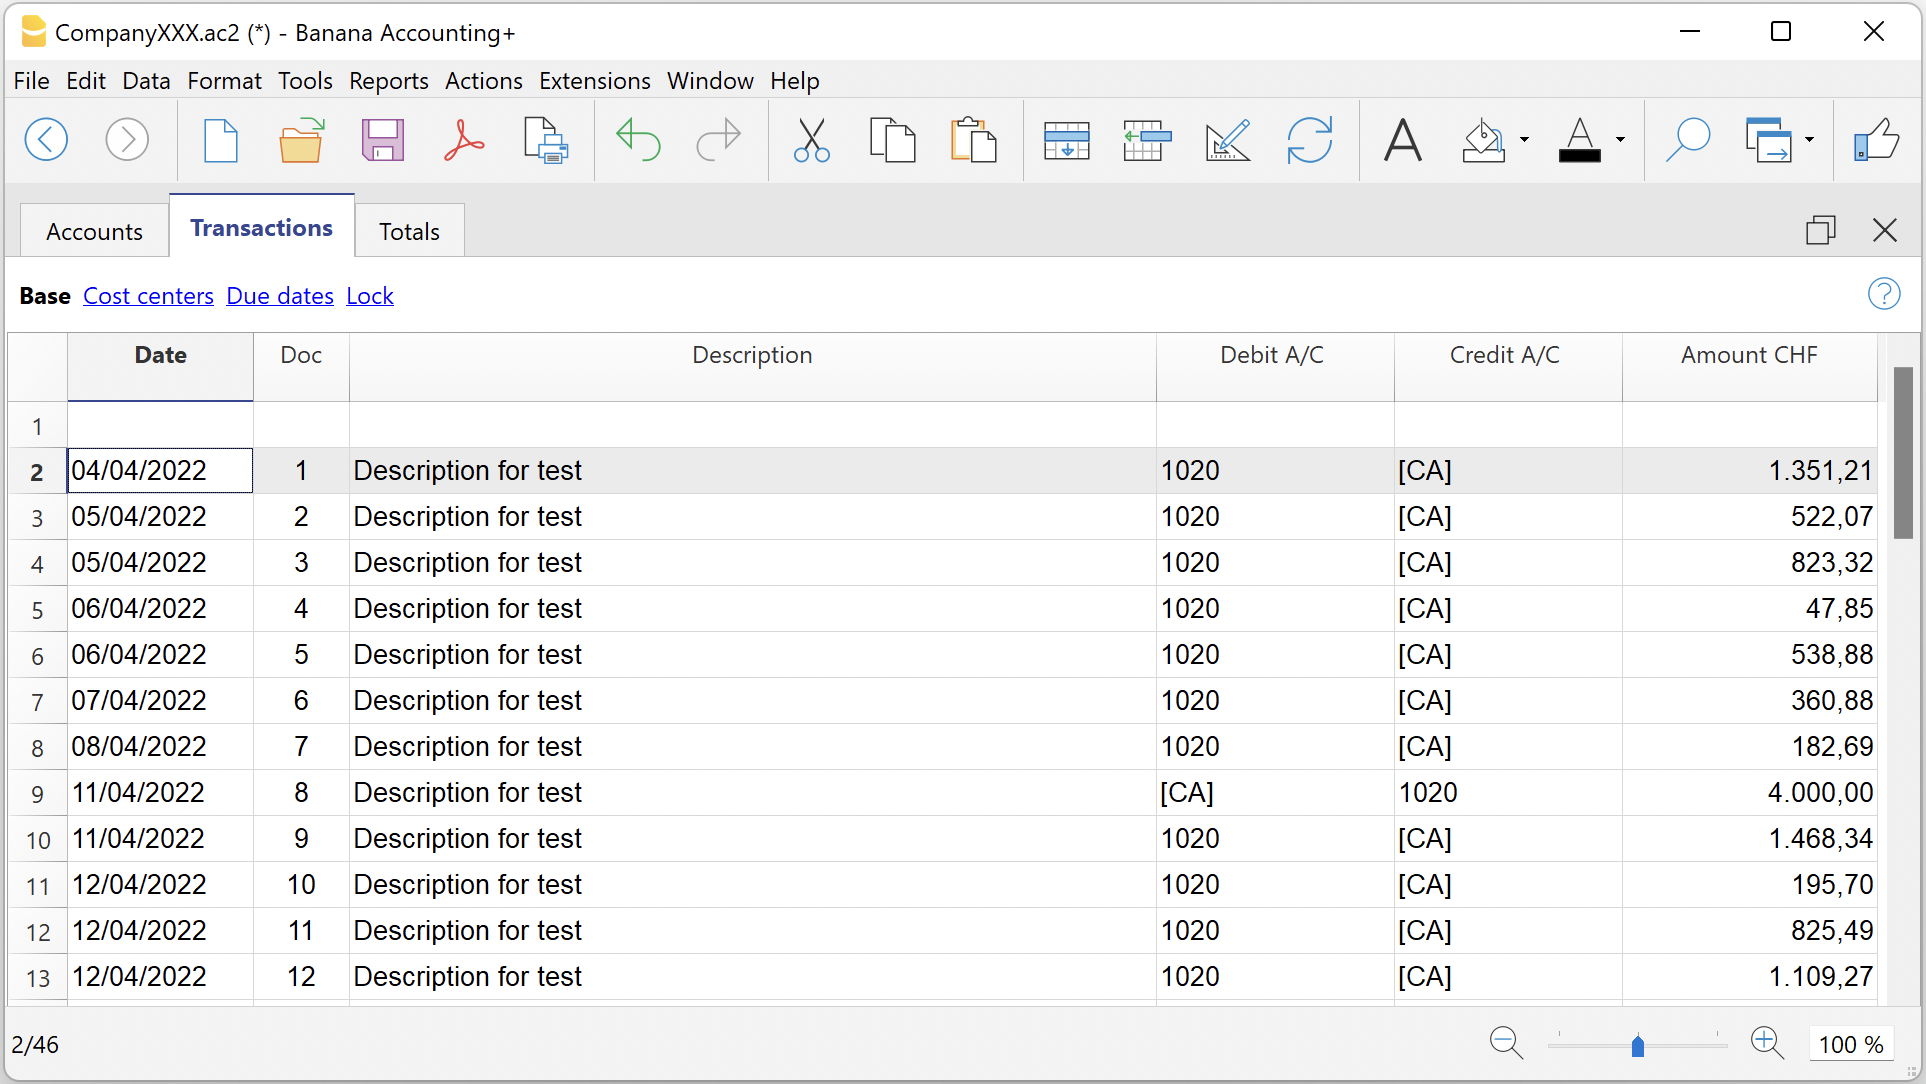 CompanyXXX.ac2 (*) - Banana Accounting+
File Edit Data Format Tools Reports Actions Extensions Window Help
Accounts Transactions Totals
Base Cost centers Due dates Lock
Date Doc Description Debit A/C Credit A/C Amount CHF
1
2 04/04/2022 1 Description for test 1020 [CA] 1.351,21
3 05/04/2022 2 Description for test 1020 [CA] 522,07
4 05/04/2022 3 Description for test 1020 [CA] 823,32
5 06/04/2022 4 Description for test 1020 [CA] 47,85
6 06/04/2022 5 Description for test 1020 [CA] 538,88
7 07/04/2022 6 Description for test 1020 [CA] 360,88
8 08/04/2022 7 Description for test 1020 [CA] 182,69
9 11/04/2022 8 Description for test [CA] 1020 4.000,00
10 11/04/2022 9 Description for test 1020 [CA] 1.468,34
11 12/04/2022 10 Description for test 1020 [CA] 195,70
12 12/04/2022 11 Description for test 1020 [CA] 825,49
13 12/04/2022 12 Description for test 1020 [CA] 1.109,27
2/46 100 %